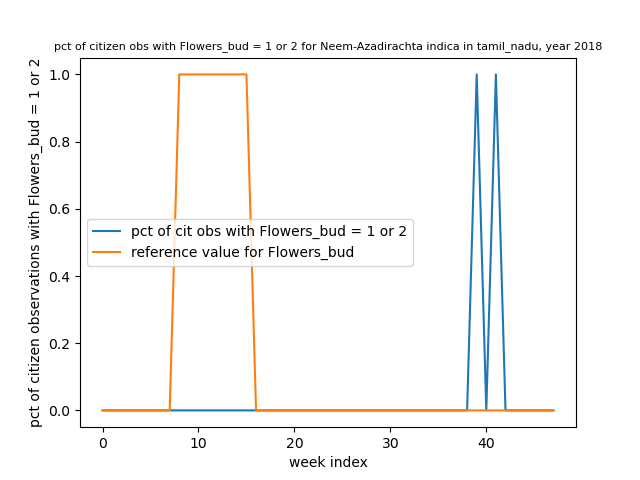 pct of citizen obs with Flowers_bud = 1 or 2 for Neem-Azadirachta indica in tamil_nadu, year 2018
pct of citizen observations with Flowers_bud = 1 or 2
1.0
0.8
0.6
0.4
0.2
0.0
pct of cit obs with Flowers_bud = 1 or 2
reference value for Flowers_bud
0 10 20 30 40
week index